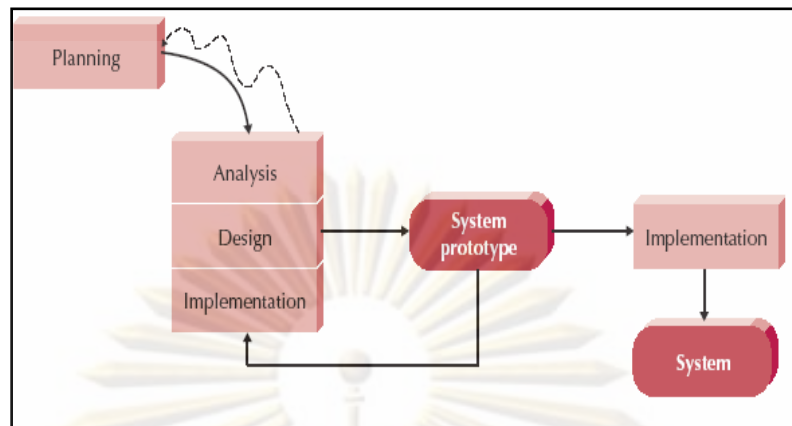 Planning
Analysis
Design
Implementation
System
prototype
Implementation
System